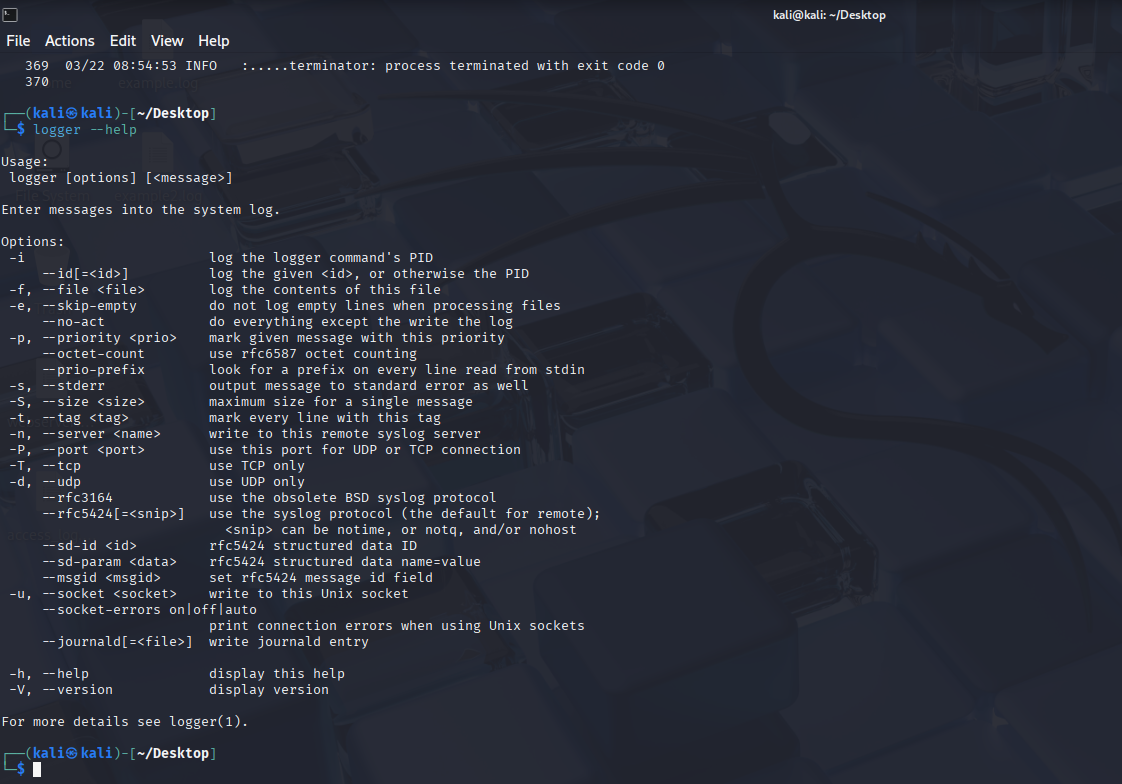 kali@kali: ~/Desktop
File Actions Edit View Help
369 03/22 08:54:53 INFO :.....terminator: process terminated with exit code 0
370
example.log
┌──(kali㉿kali)-[~/Desktop]
└─$ logger --help
Usage:
logger [options] [<message>]
Enter messages into the system log.
Options:
-i log the logger command's PID
--id[=<id>] log the given <id>, or otherwise the PID
-f, --file <file> log the contents of this file
-e, --skip-empty do not log empty lines when processing files
--no-act do everything except the write the log
-p, --priority <prio> mark given message with this priority
--octet-count use rfc6587 octet counting
--prio-prefix look for a prefix on every line read from stdin
-s, --stderr output message to standard error as well
-S, --size <size> maximum size for a single message
-t, --tag <tag> mark every line with this tag
-n, --server <name> write to this remote syslog server
-P, --port <port> use this port for UDP or TCP connection
-T, --tcp use TCP only
-d, --udp use UDP only
--rfc3164 use the obsolete BSD syslog protocol
--rfc5424[=<snip>] use the syslog protocol (the default for remote);
<snip> can be notime, or notq, and/or nohost
--sd-id <id> rfc5424 structured data ID
--sd-param <data> rfc5424 structured data name=value
--msgid <msgid> set rfc5424 message id field
-u, --socket <socket> write to this Unix socket
--socket-errors on|off|auto
print connection errors when using Unix sockets
--journald[=<file>] write journald entry
-h, --help display this help
-V, --version display version
For more details see logger(1).
┌──(kali㉿kali)-[~/Desktop]
└─$